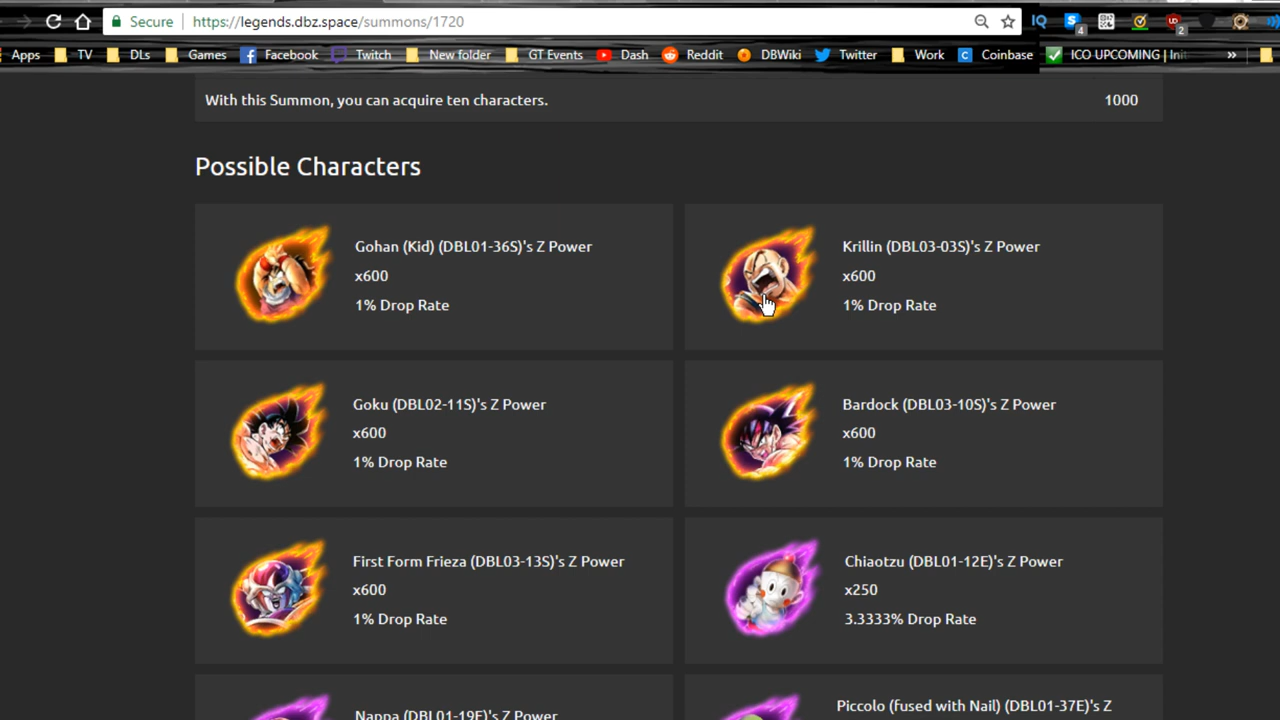 Secure https://legends.dbz.space/summons/1720
IQ
4
2
Apps TV DLs Games Facebook Twitch New folder GT Events Dash Reddit DBWiki Twitter Work Coinbase ICO UPCOMING | Init »
With this Summon, you can acquire ten characters. 1000
Possible Characters
Gohan (Kid) (DBL01-36S)'s Z Power
x600
1% Drop Rate
Krillin (DBL03-03S)'s Z Power
x600
1% Drop Rate
Goku (DBL02-11S)'s Z Power
x600
1% Drop Rate
Bardock (DBL03-10S)'s Z Power
x600
1% Drop Rate
First Form Frieza (DBL03-13S)'s Z Power
x600
1% Drop Rate
Chiaotzu (DBL01-12E)'s Z Power
x250
3.3333% Drop Rate
Nappa (DBL01-19E)'s Z Power
Piccolo (fused with Nail) (DBL01-37E)'s Z